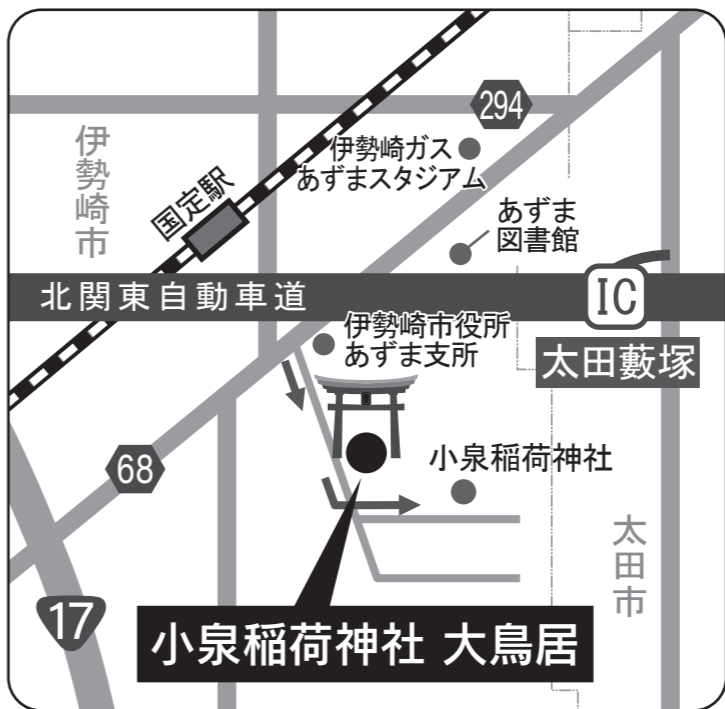 294
伊勢崎市
伊勢崎ガス
あずまスタジアム
国定駅
あずま
図書館
北関東自動車道
IC
伊勢崎市役所
あずま支所
太田藪塚
68
小泉稲荷神社
太田市
17
小泉稲荷神社 大鳥居